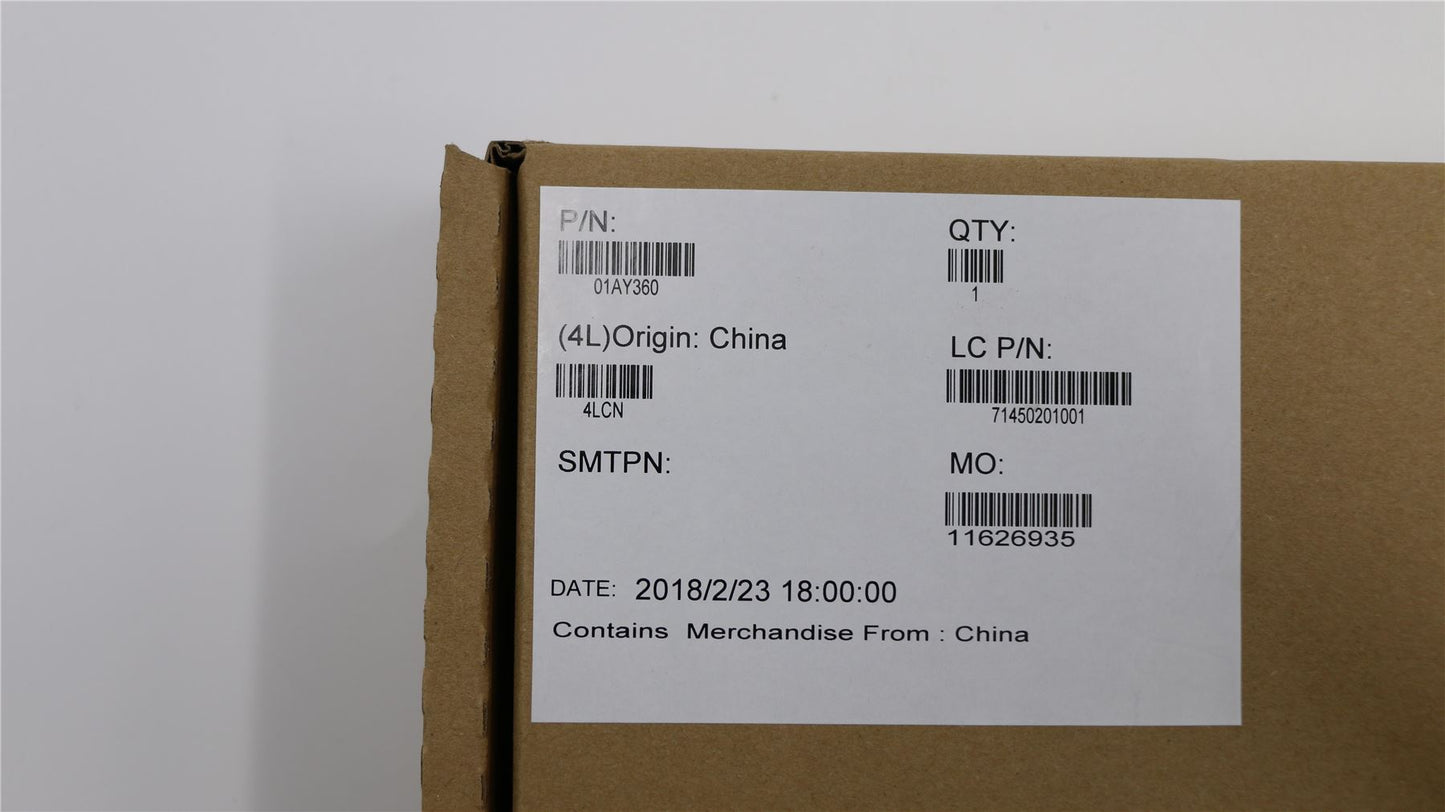 P/N:
01AY360
QTY:
1
(4L)Origin: China
4LCN
LC P/N:
71450201001
SMTPN:
MO:
11626935
DATE: 2018/2/23 18:00:00
Contains Merchandise From : China